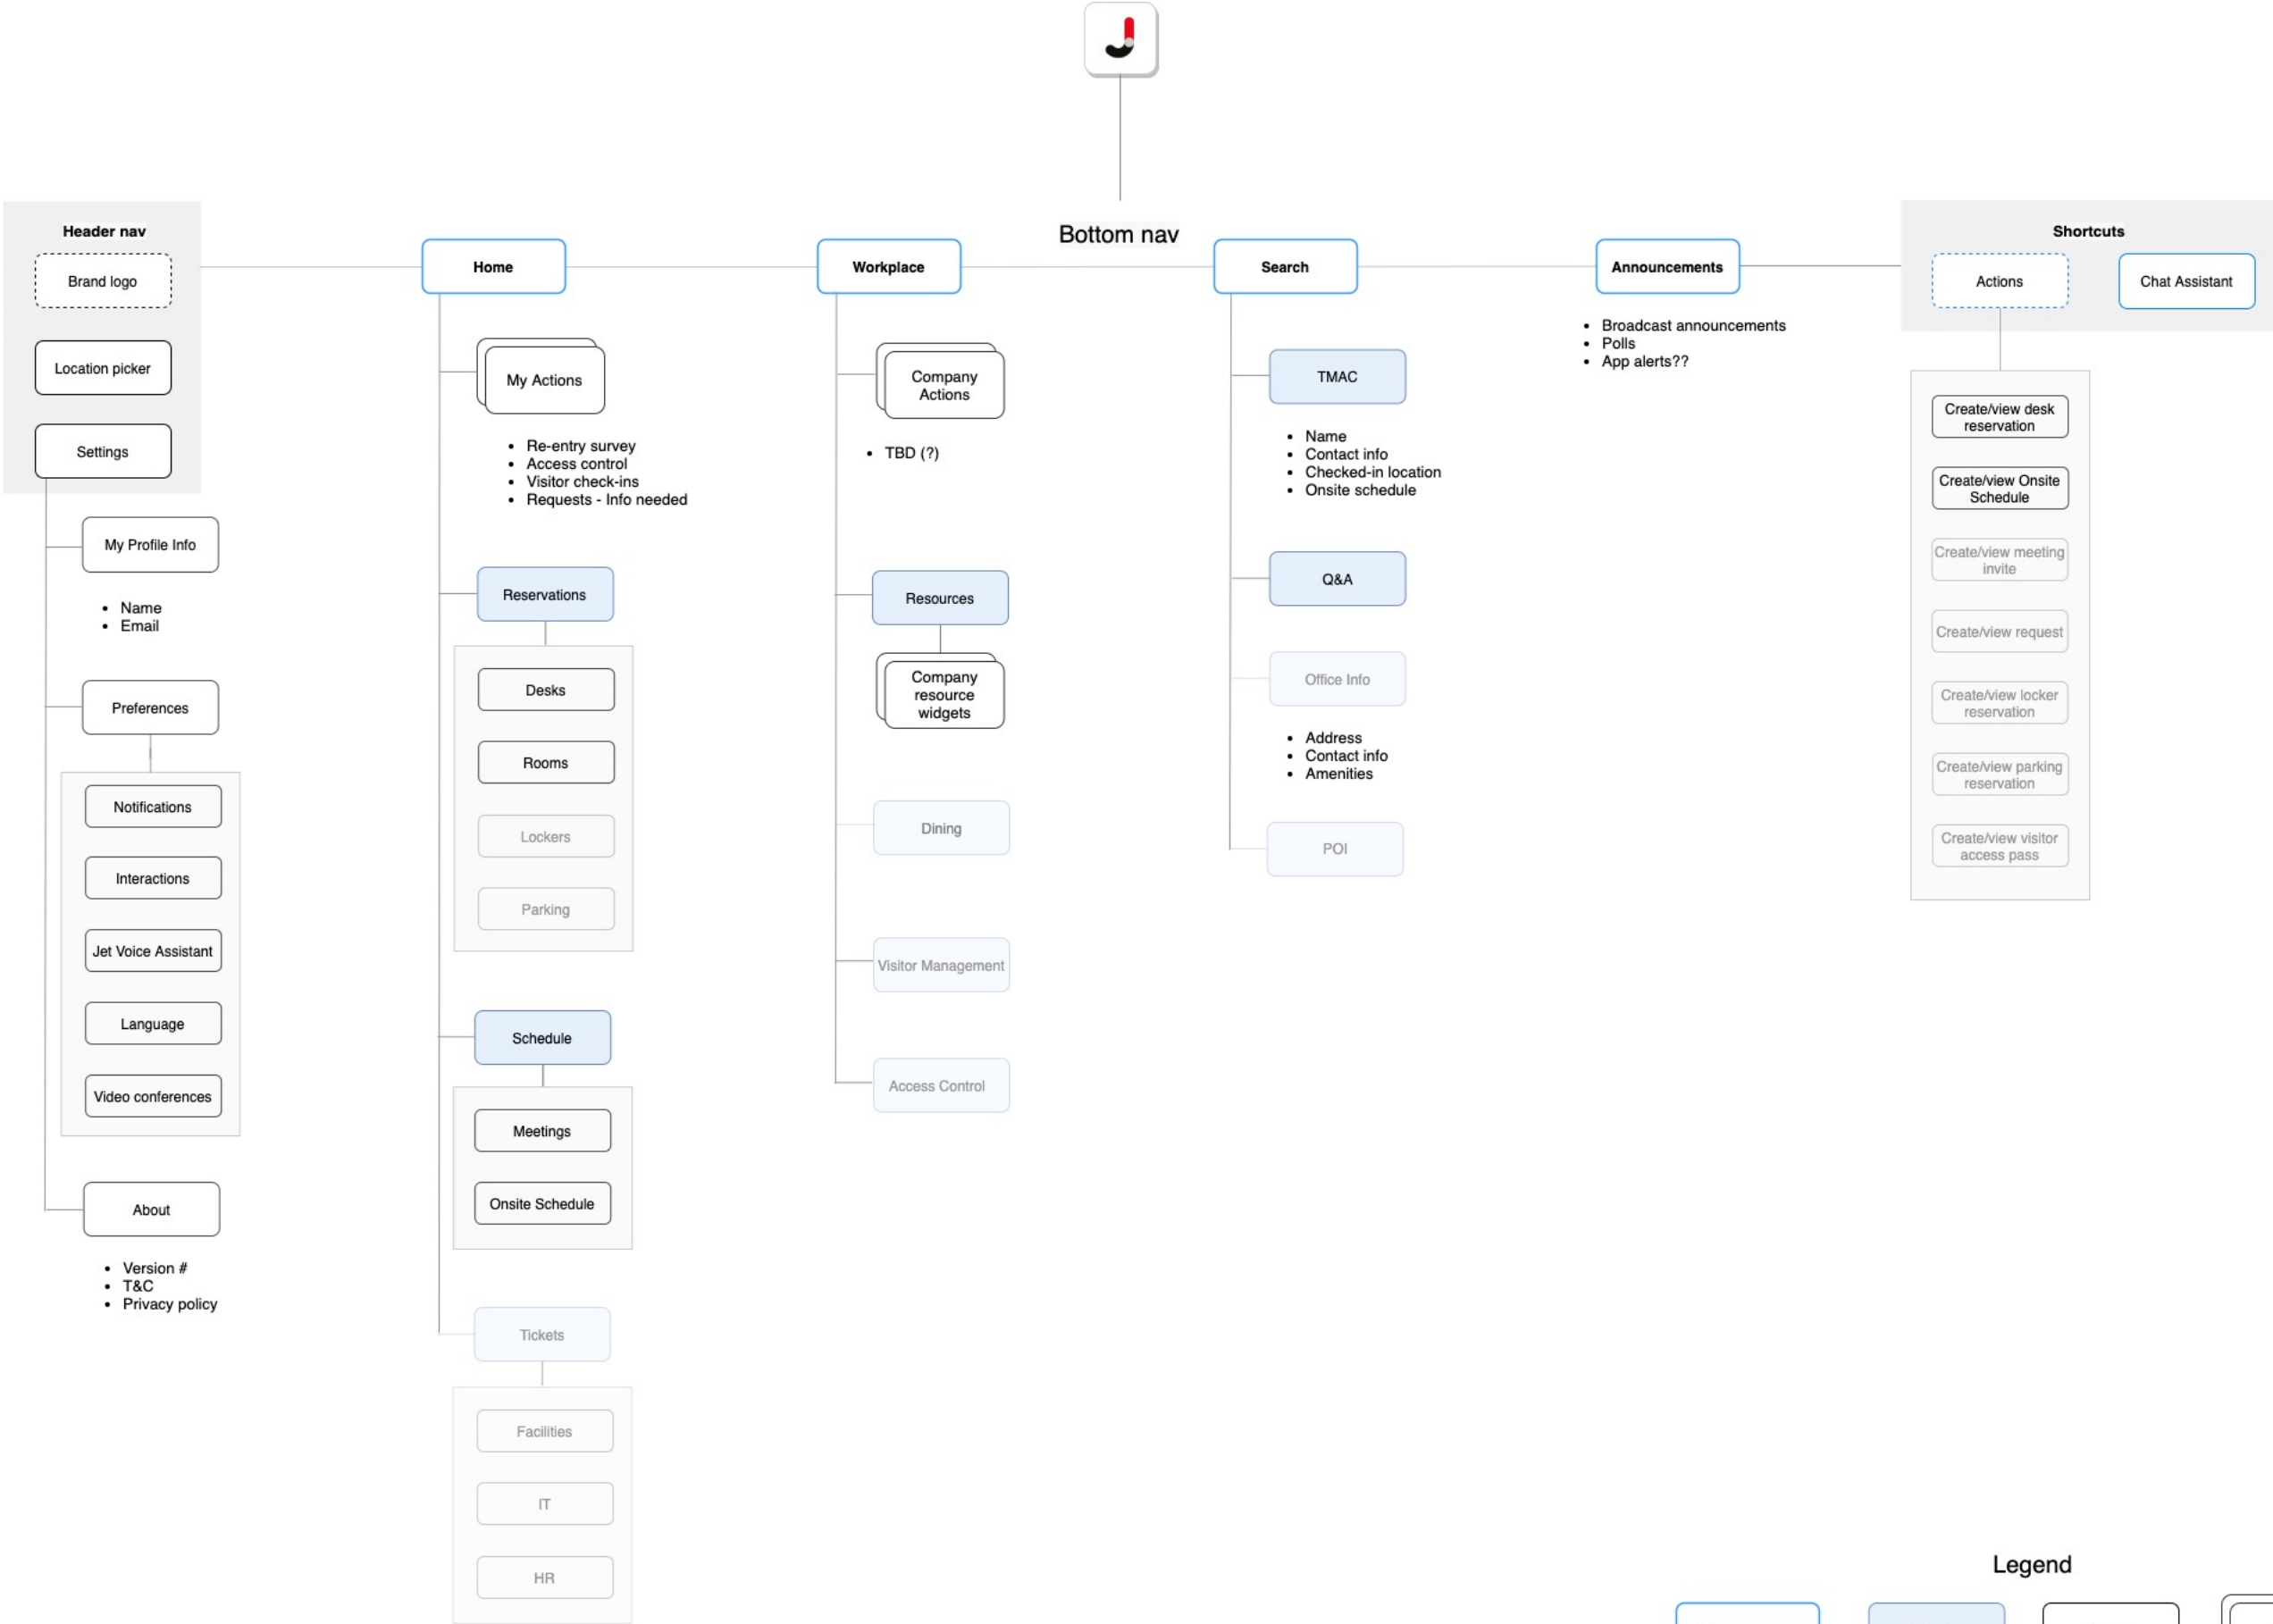 Bottom nav
Header nav
Brand logo
Location picker
Settings
My Profile Info
Name
Email
Preferences
Notifications
Interactions
Jet Voice Assistant
Language
Video conferences
About
Version #
T&C
Privacy policy
Home
My Actions
Re-entry survey
Access control
Visitor check-ins
Requests - Info needed
Reservations
Desks
Rooms
Lockers
Parking
Schedule
Meetings
Onsite Schedule
Tickets
Facilities
IT
HR
Workplace
Company
Actions
TBD (?)
Resources
Company
resource
widgets
Dining
Visitor Management
Access Control
Search
TMAC
Name
Contact info
Checked-in location
Onsite schedule
Q&A
Office Info
Address
Contact info
Amenities
POI
Announcements
Broadcast announcements
Polls
App alerts??
Shortcuts
Actions
Chat Assistant
Create/view desk
reservation
Create/view Onsite
Schedule
Create/view meeting
invite
Create/view request
Create/view locker
reservation
Create/view parking
reservation
Create/view visitor
access pass
Legend